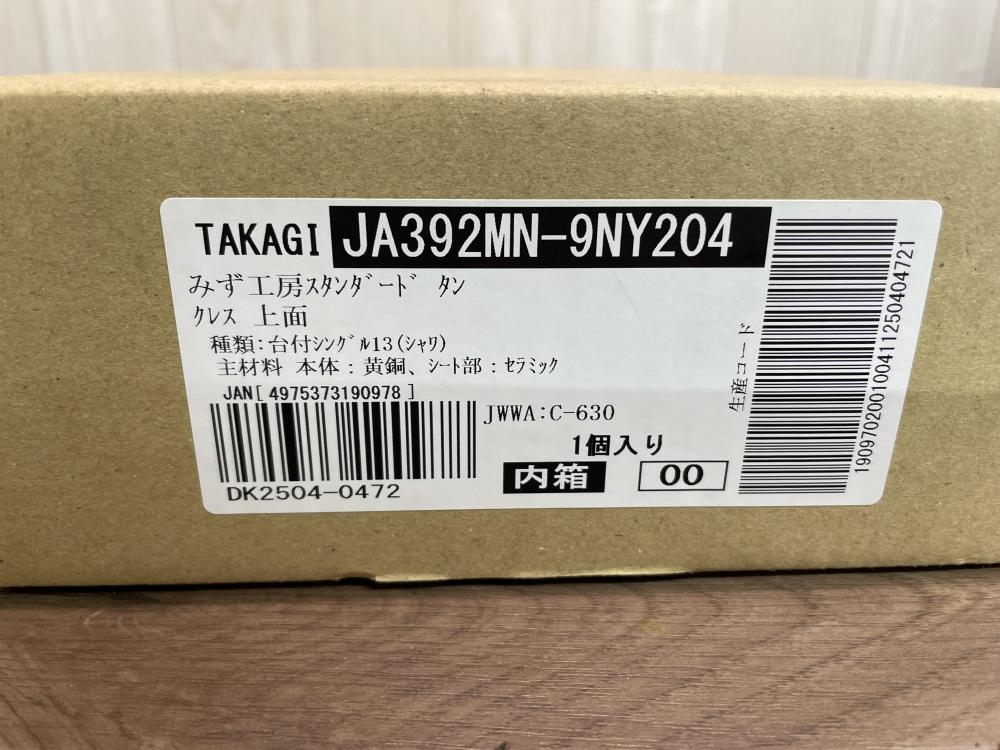 TAKAGI JA392MN-9NY204
みず工房ｽﾀﾝﾀﾞｰﾄﾞ ﾀﾝ
ｸﾚｽ 上面
種類:台付ｼﾝｸﾞﾙ13(ｼｬﾜ)
主材料 本体:黄銅、ｼｰﾄ部:ｾﾗﾐｯｸ
JAN[ 4975373190978 ]
JWWA:C-630
1個入り
DK2504-0472
内箱 00
生産コード
190970200100411250404721